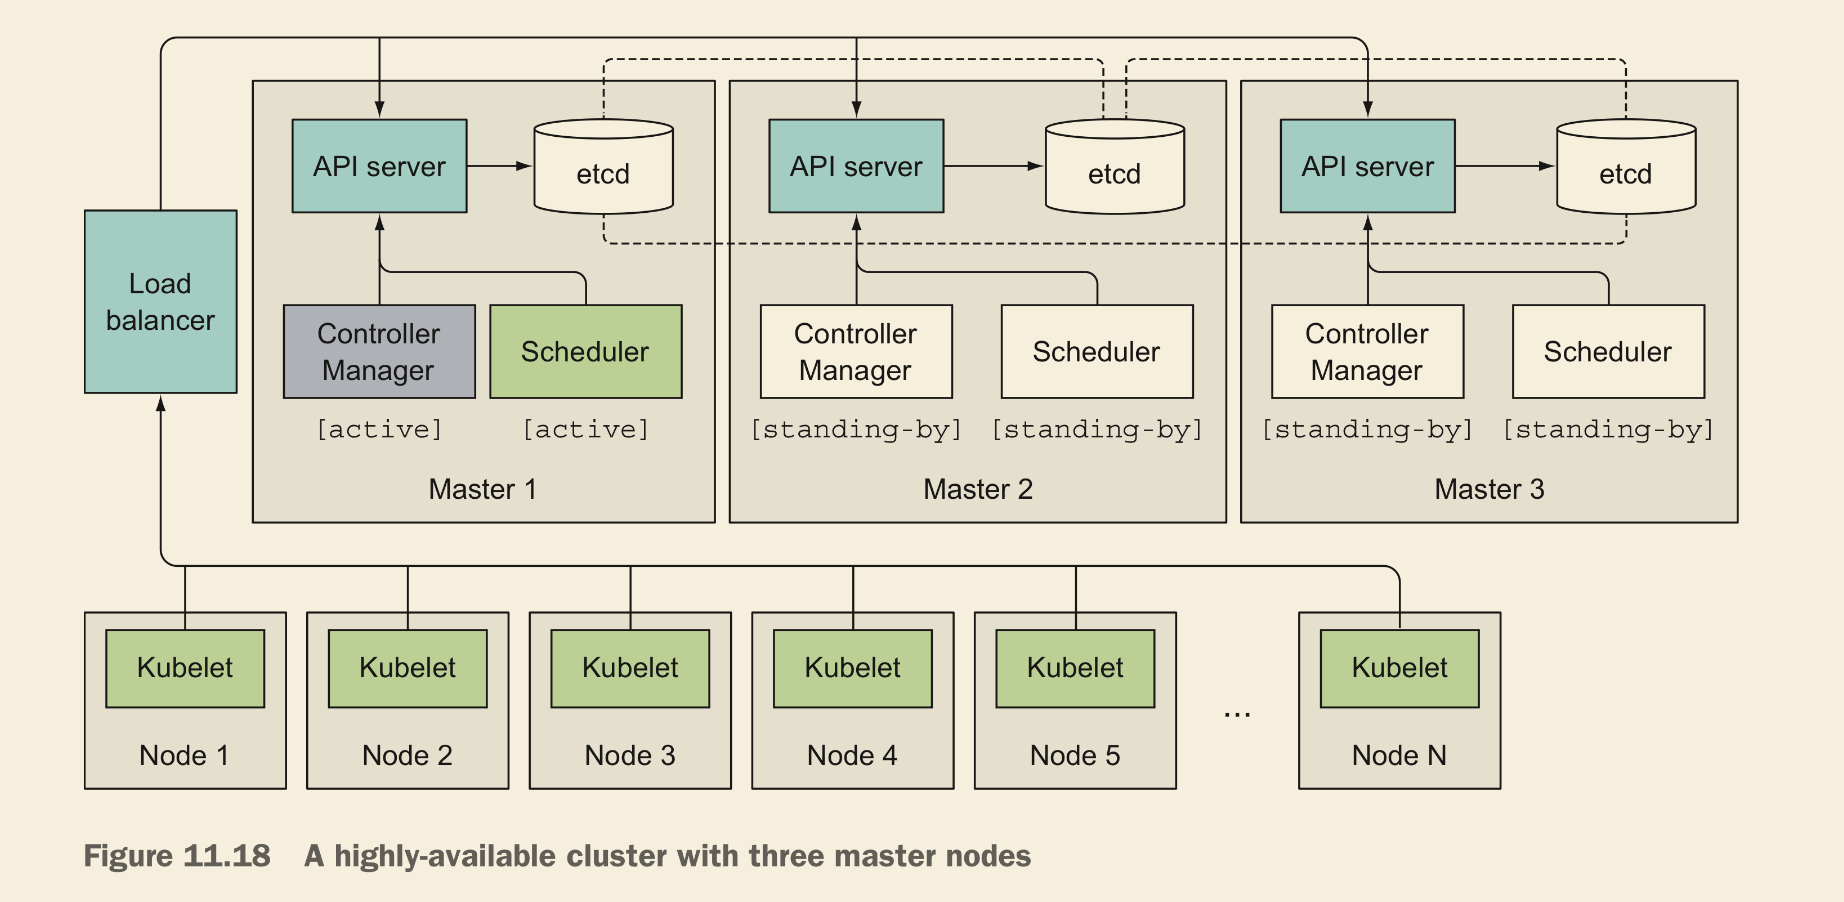 API server
etcd
API server
etcd
API server
etcd
Load
balancer
Controller
Manager
Scheduler
Controller
Manager
Scheduler
Controller
Manager
Scheduler
[active]
[active]
[standing-by]
[standing-by]
[standing-by]
[standing-by]
Master 1
Master 2
Master 3
Kubelet
Kubelet
Kubelet
Kubelet
Kubelet
Kubelet
...
Node 1
Node 2
Node 3
Node 4
Node 5
Node N
Figure 11.18 A highly-available cluster with three master nodes